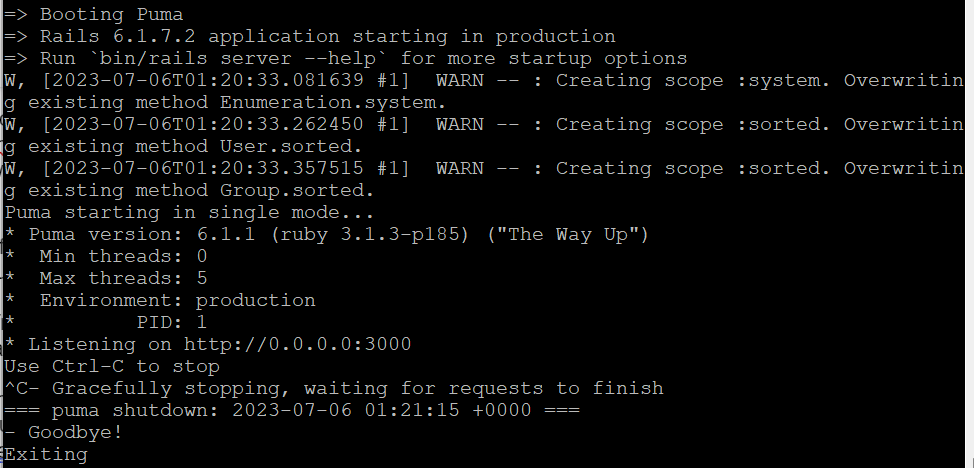 => Booting Puma
=> Rails 6.1.7.2 application starting in production
=> Run `bin/rails server --help` for more startup options
W, [2023-07-06T01:20:33.081639 #1]  WARN -- : Creating scope :system. Overwritin
g existing method Enumeration.system.
W, [2023-07-06T01:20:33.262450 #1]  WARN -- : Creating scope :sorted. Overwritin
g existing method User.sorted.
W, [2023-07-06T01:20:33.357515 #1]  WARN -- : Creating scope :sorted. Overwritin
g existing method Group.sorted.
Puma starting in single mode...
* Puma version: 6.1.1 (ruby 3.1.3-p185) ("The Way Up")
*  Min threads: 0
*  Max threads: 5
*  Environment: production
*          PID: 1
* Listening on http://0.0.0.0:3000
Use Ctrl-C to stop
^C- Gracefully stopping, waiting for requests to finish
=== puma shutdown: 2023-07-06 01:21:15 +0000 ===
- Goodbye!
Exiting